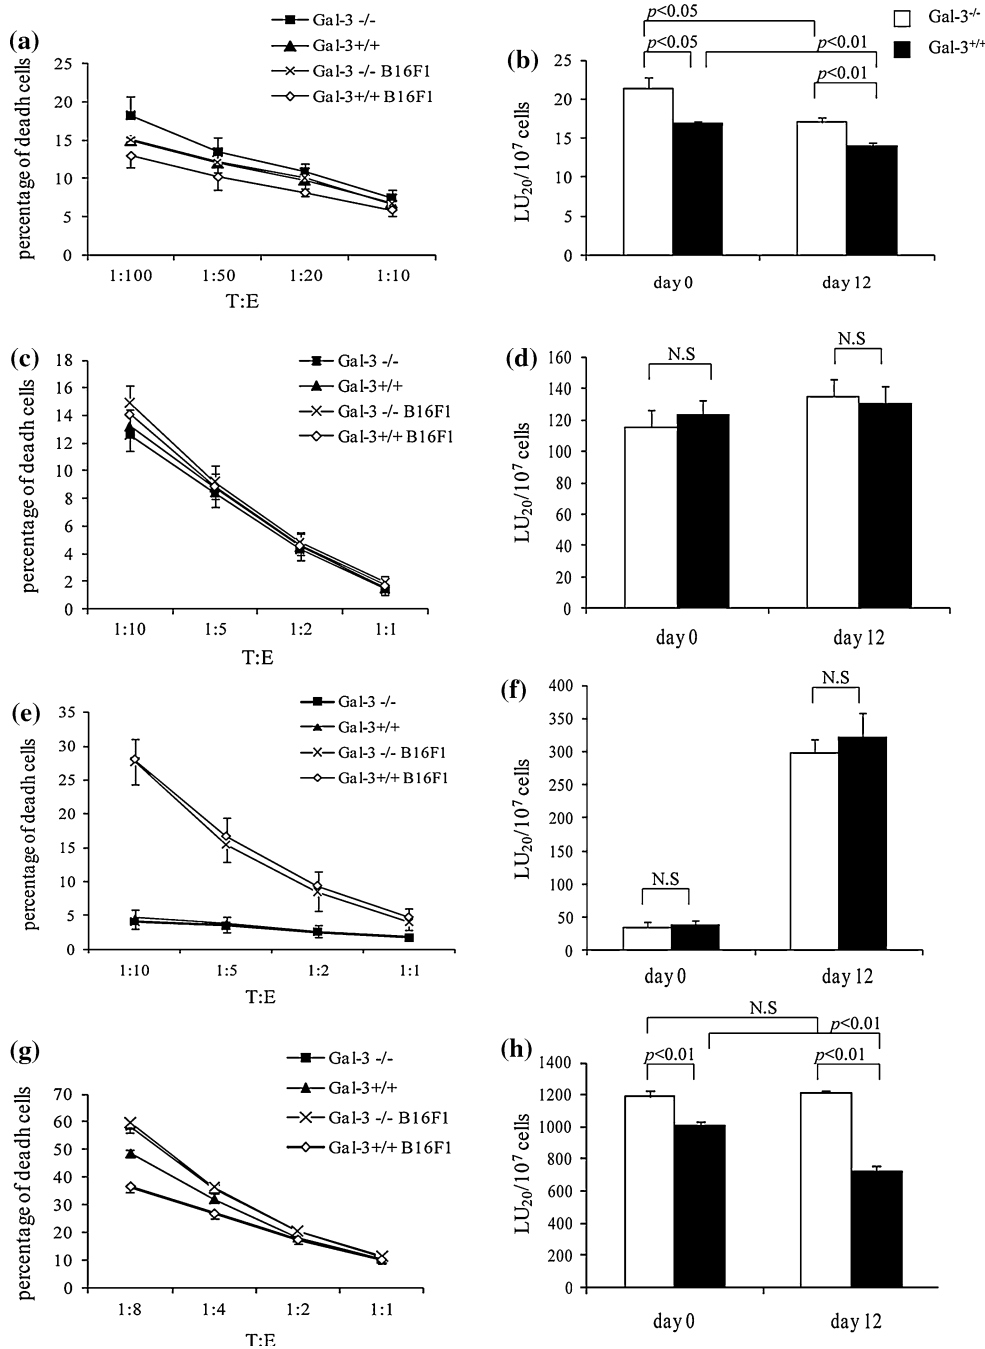 (a)
Gal-3 -/-
Gal-3+/+
Gal-3 -/- B16F1
Gal-3+/+ B16F1
percentage of deadh cells
25
20
15
10
5
0
1:100 1:50 1:20 1:10
T:E
(b)
Gal-3-/-
Gal-3+/+
p<0.05
p<0.05
p<0.01
p<0.01
LU20/10^7 cells
25
20
15
10
5
0
day 0 day 12
(c)
Gal-3 -/-
Gal-3+/+
Gal-3 -/- B16F1
Gal-3+/+ B16F1
percentage of deadh cells
18
16
14
12
10
8
6
4
2
0
1:10 1:5 1:2 1:1
T:E
(d)
N.S
N.S
LU20/10^7 cells
160
140
120
100
80
60
40
20
0
day 0 day 12
(e)
Gal-3 -/-
Gal-3+/+
Gal-3 -/- B16F1
Gal-3+/+ B16F1
percentage of deadh cells
35
30
25
20
15
10
5
0
1:10 1:5 1:2 1:1
T:E
(f)
N.S
N.S
LU20/10^7 cells
400
350
300
250
200
150
100
50
0
day 0 day 12
(g)
Gal-3 -/-
Gal-3+/+
Gal-3 -/- B16F1
Gal-3+/+ B16F1
percentage of deadh cells
70
60
50
40
30
20
10
0
1:8 1:4 1:2 1:1
T:E
(h)
N.S
p<0.01
p<0.01
p<0.01
LU20/10^7 cells
1400
1200
1000
800
600
400
200
0
day 0 day 12